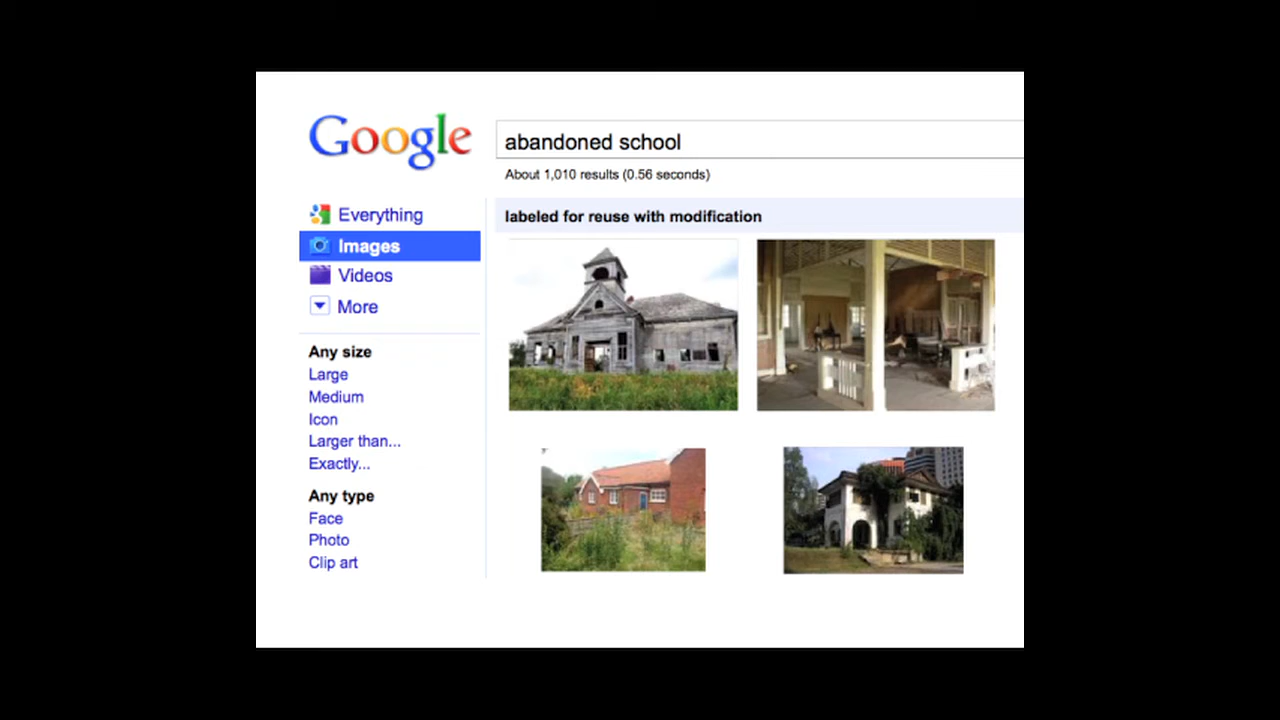 Google
abandoned school
About 1,010 results (0.56 seconds)
Everything
Images
Videos
More
labeled for reuse with modification
Any size
Large
Medium
Icon
Larger than...
Exactly...
Any type
Face
Photo
Clip art